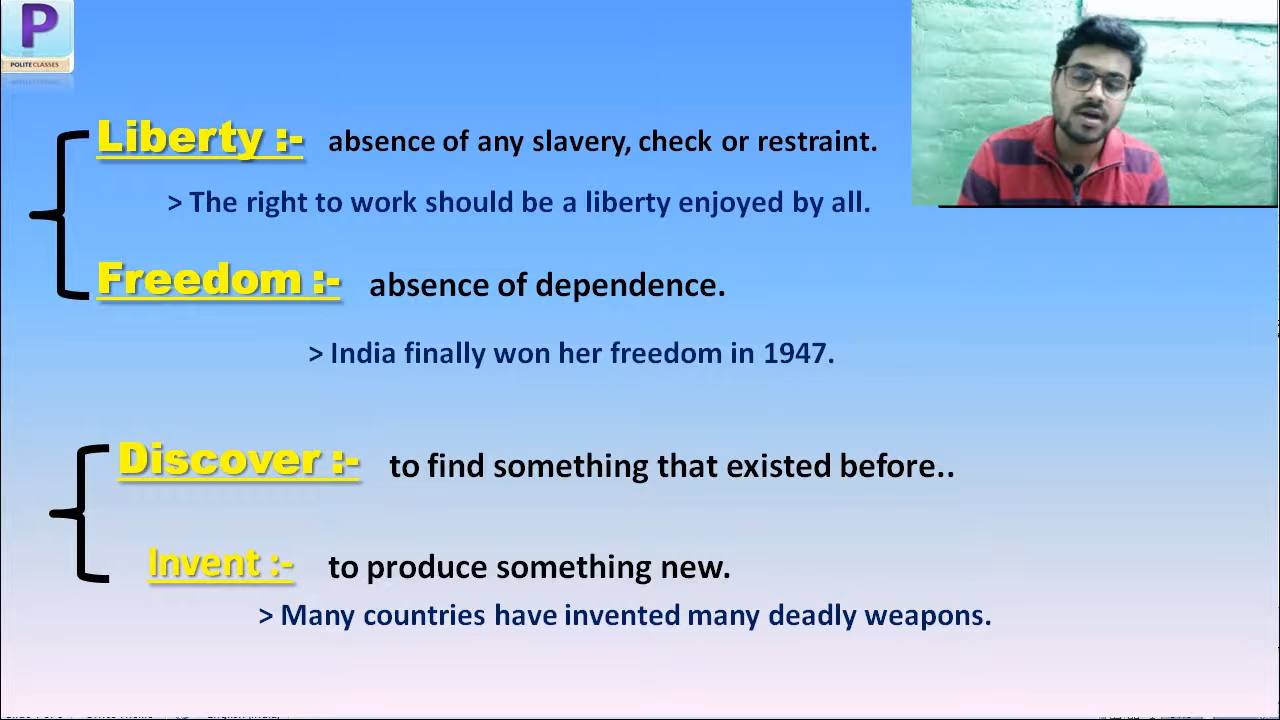 P
POLITE CLASSES
Liberty :- absence of any slavery, check or restraint.
> The right to work should be a liberty enjoyed by all.
Freedom :- absence of dependence.
> India finally won her freedom in 1947.
Discover :- to find something that existed before..
Invent :- to produce something new.
> Many countries have invented many deadly weapons.